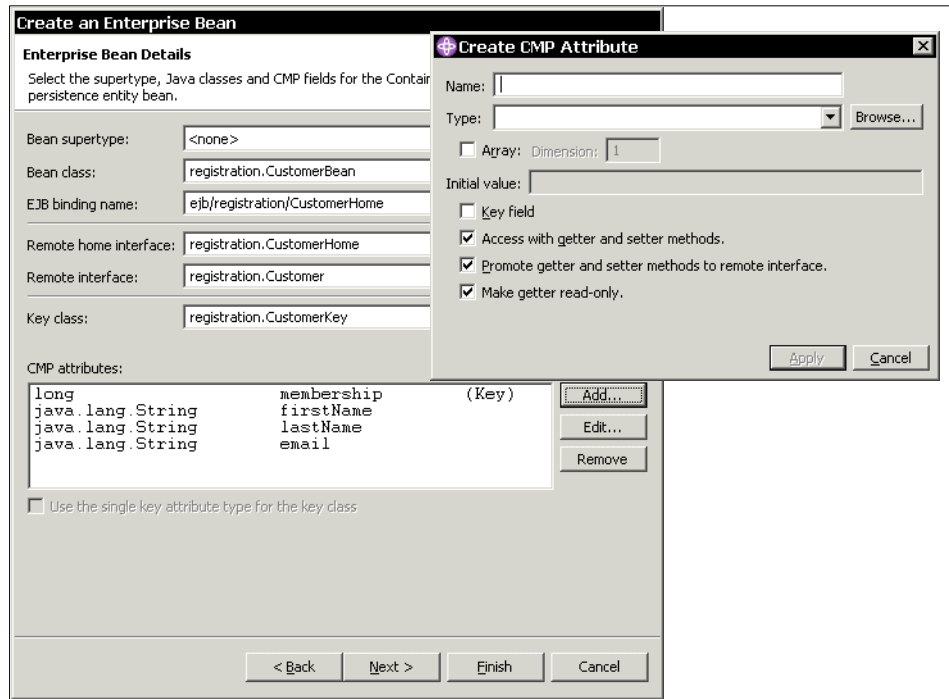 Create an Enterprise Bean
Enterprise Bean Details
Select the supertype, Java classes and CMP fields for the Contain
persistence entity bean.
Bean supertype: <none>
Bean class: registration.CustomerBean
EJB binding name: ejb/registration/CustomerHome
Remote home interface: registration.CustomerHome
Remote interface: registration.Customer
Key class: registration.CustomerKey
CMP attributes:
long membership (Key)
java.lang.String firstName
java.lang.String lastName
java.lang.String email
Add...
Edit...
Remove
Use the single key attribute type for the key class
< Back Next > Finish Cancel
Create CMP Attribute
Name:
Type: Browse...
Array: Dimension: 1
Initial value:
Key field
Access with getter and setter methods.
Promote getter and setter methods to remote interface.
Make getter read-only.
Apply Cancel